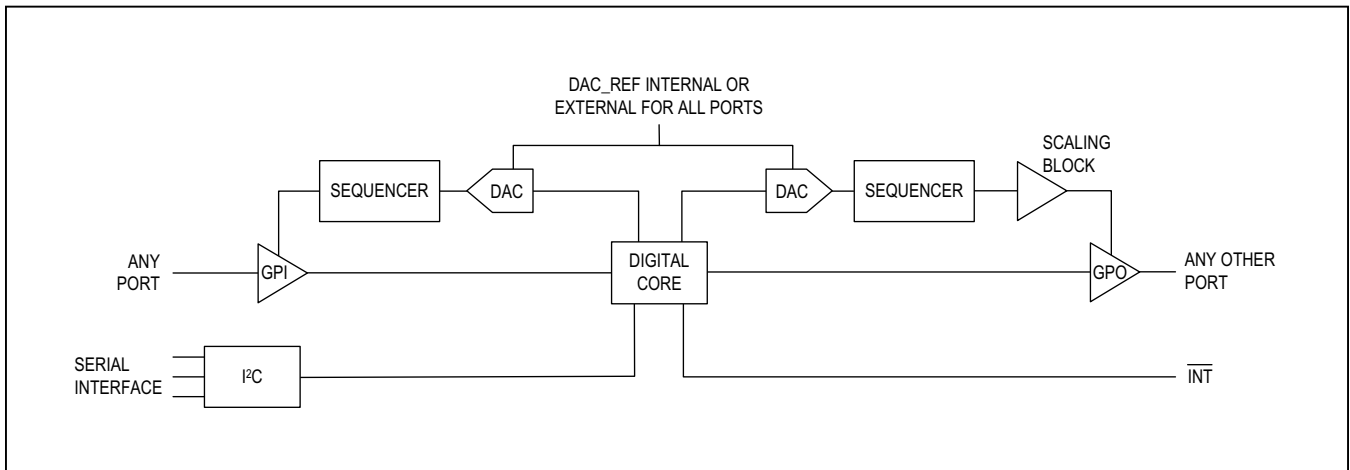 DAC_REF INTERNAL OR
EXTERNAL FOR ALL PORTS
SCALING
BLOCK
SEQUENCER
DAC
DAC
SEQUENCER
ANY
PORT
GPI
DIGITAL
CORE
GPO
ANY OTHER
PORT
SERIAL
INTERFACE
I²C
INT